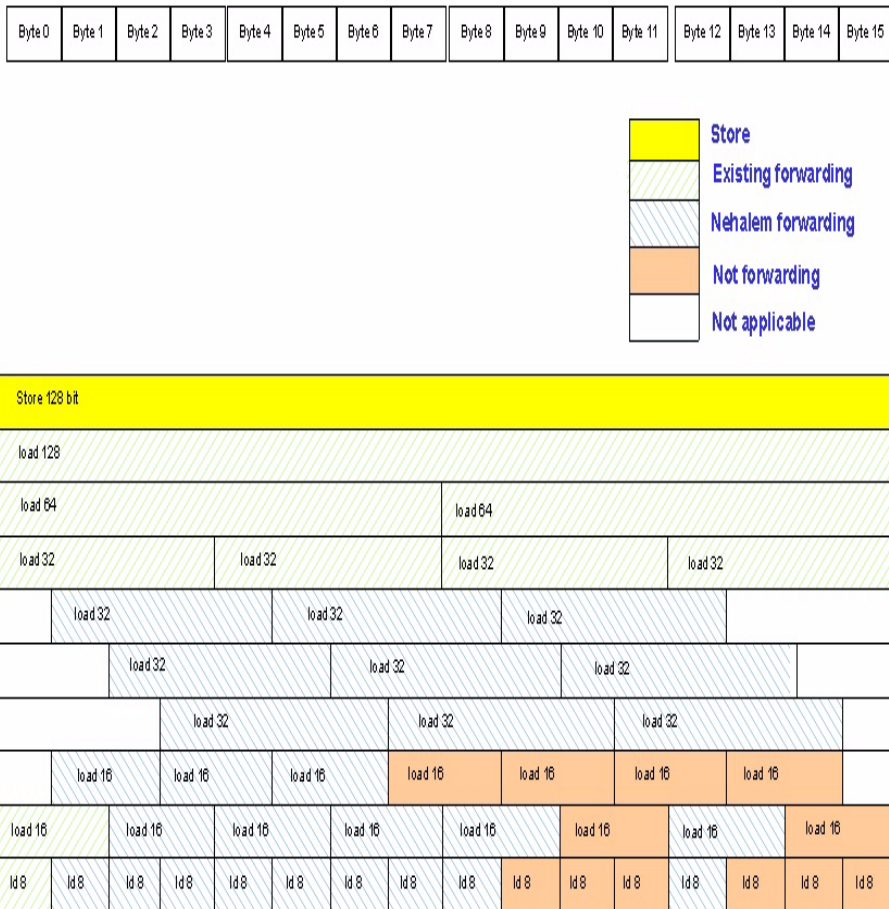 Byte 0 Byte 1 Byte 2 Byte 3 Byte 4 Byte 5 Byte 6 Byte 7 Byte 8 Byte 9 Byte 10 Byte 11 Byte 12 Byte 13 Byte 14 Byte 15
Store
Existing forwarding
Nehalem forwarding
Not forwarding
Not applicable
Store 128 bit
load 128
load 64 load 64
load 32 load 32 load 32 load 32
load 32 load 32 load 32
load 32 load 32 load 32
load 32 load 32 load 32
load 16 load 16 load 16 load 16 load 16 load 16 load 16
load 16 load 16 load 16 load 16 load 16 load 16 load 16 load 16
ld 8 ld 8 ld 8 ld 8 ld 8 ld 8 ld 8 ld 8 ld 8 ld 8 ld 8 ld 8 ld 8 ld 8 ld 8 ld 8